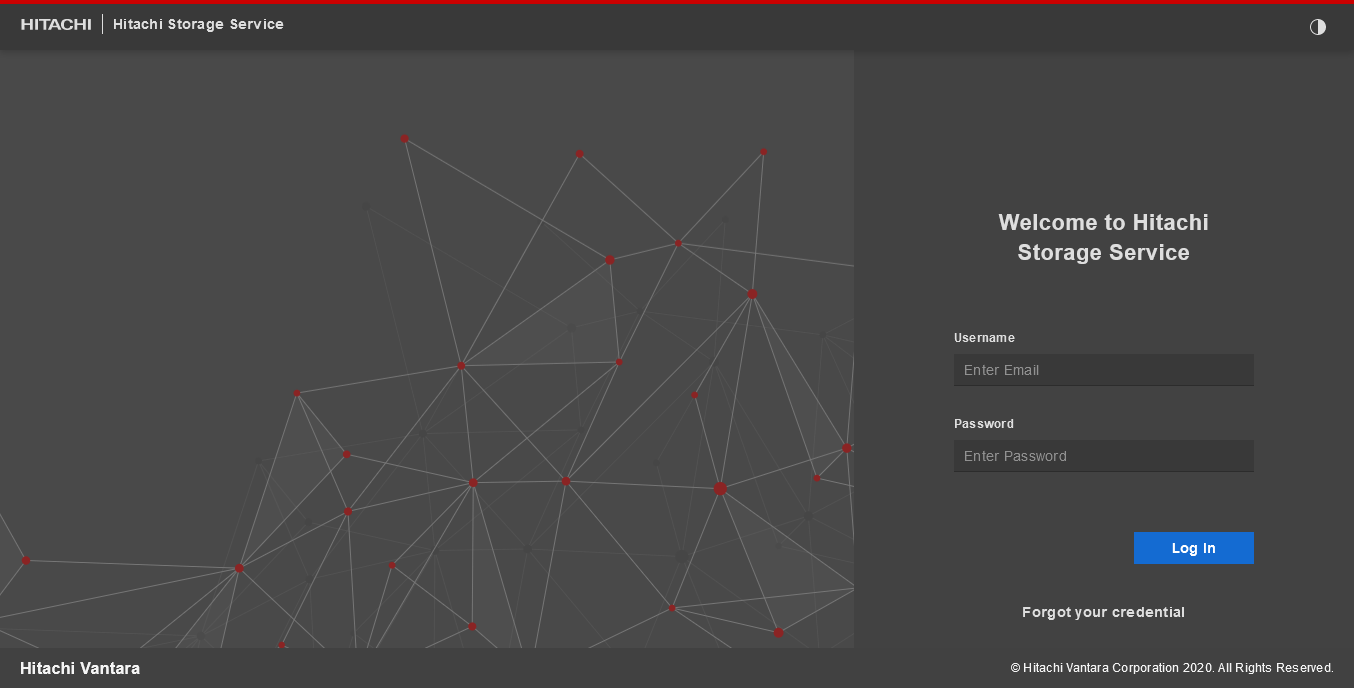 HITACHI Hitachi Storage Service
Welcome to Hitachi
Storage Service
Username
Enter Email
Password
Enter Password
Log In
Forgot your credential
Hitachi Vantara
© Hitachi Vantara Corporation 2020. All Rights Reserved.